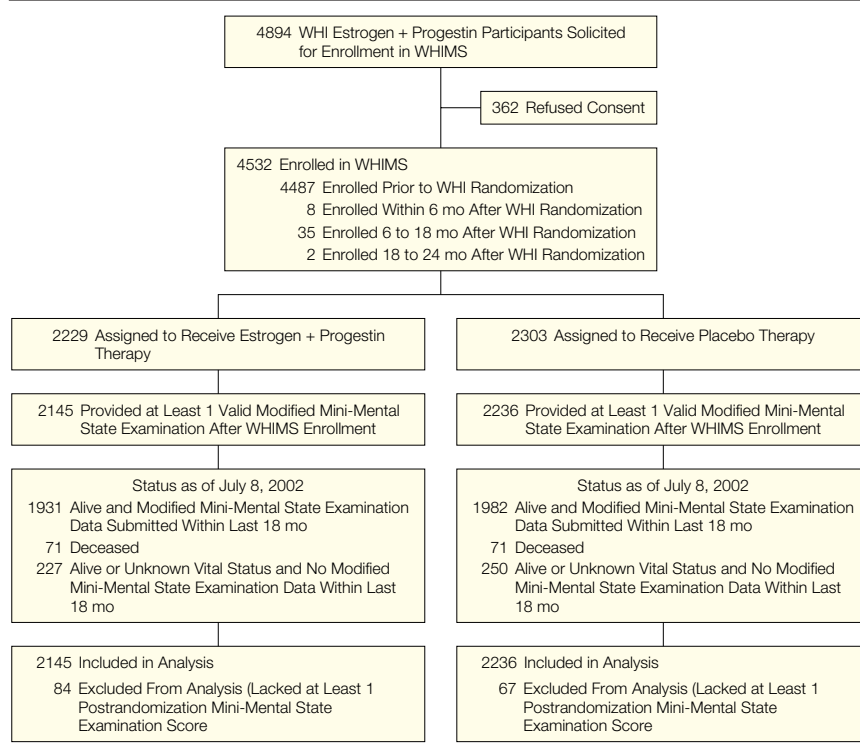 4894 WHI Estrogen + Progestin Participants Solicited
for Enrollment in WHIMS
362 Refused Consent
4532 Enrolled in WHIMS
4487 Enrolled Prior to WHI Randomization
8 Enrolled Within 6 mo After WHI Randomization
35 Enrolled 6 to 18 mo After WHI Randomization
2 Enrolled 18 to 24 mo After WHI Randomization
2229 Assigned to Receive Estrogen + Progestin
Therapy
2145 Provided at Least 1 Valid Modified Mini-Mental
State Examination After WHIMS Enrollment
Status as of July 8, 2002
1931 Alive and Modified Mini-Mental State Examination
Data Submitted Within Last 18 mo
71 Deceased
227 Alive or Unknown Vital Status and No Modified
Mini-Mental State Examination Data Within Last
18 mo
2145 Included in Analysis
84 Excluded From Analysis (Lacked at Least 1
Postrandomization Mini-Mental State
Examination Score
2303 Assigned to Receive Placebo Therapy
2236 Provided at Least 1 Valid Modified Mini-Mental
State Examination After WHIMS Enrollment
Status as of July 8, 2002
1982 Alive and Modified Mini-Mental State Examination
Data Submitted Within Last 18 mo
71 Deceased
250 Alive or Unknown Vital Status and No Modified
Mini-Mental State Examination Data Within Last
18 mo
2236 Included in Analysis
67 Excluded From Analysis (Lacked at Least 1
Postrandomization Mini-Mental State
Examination Score